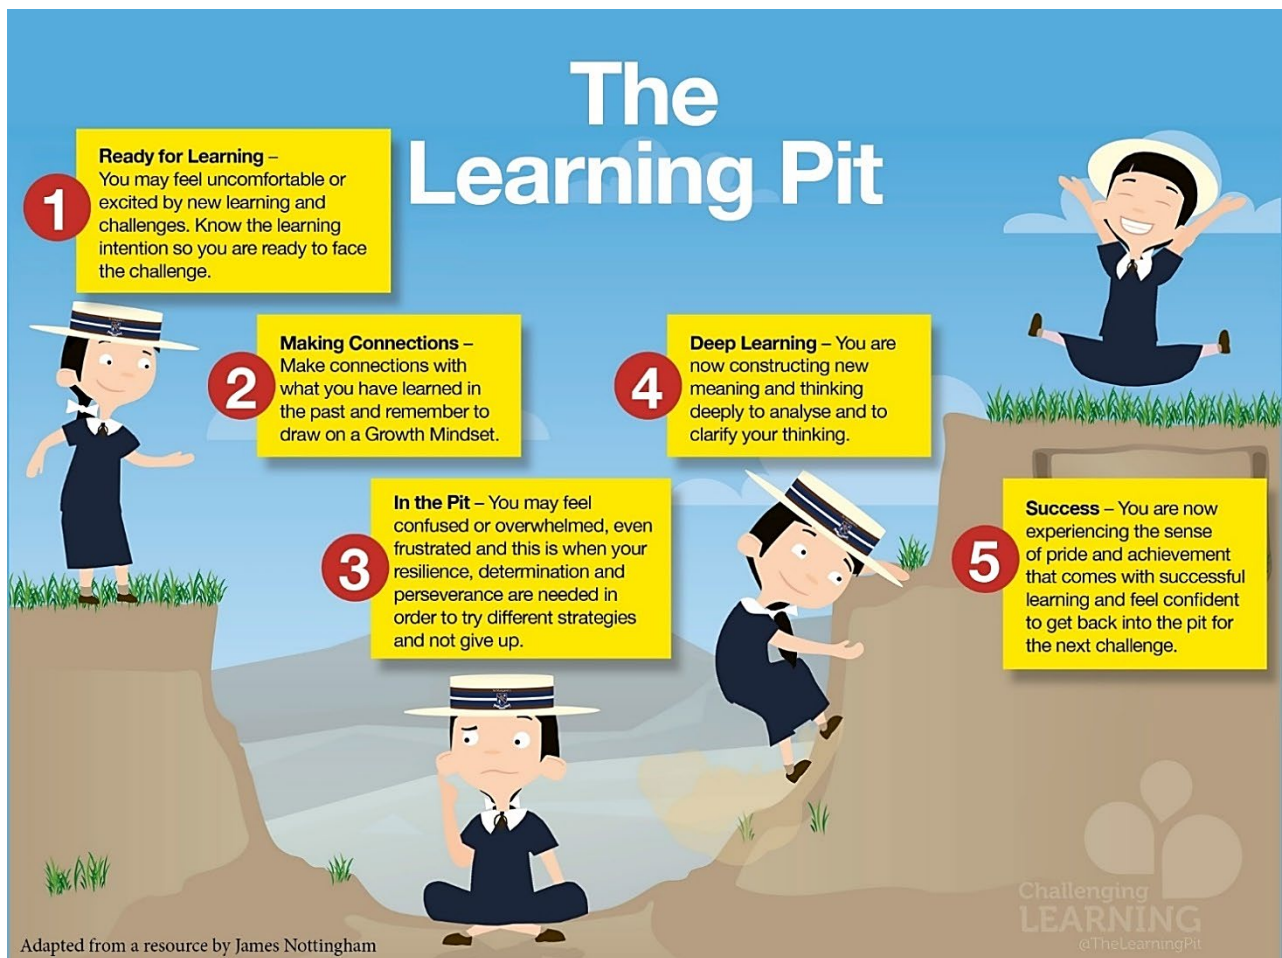 The
Learning Pit
1
Ready for Learning –
You may feel uncomfortable or
excited by new learning and
challenges. Know the learning
intention so you are ready to face
the challenge.
2
Making Connections –
Make connections with
what you have learned in
the past and remember to
draw on a Growth Mindset.
3
In the Pit – You may feel
confused or overwhelmed, even
frustrated and this is when your
resilience, determination and
perseverance are needed in
order to try different strategies
and not give up.
4
Deep Learning – You are
now constructing new
meaning and thinking
deeply to analyse and to
clarify your thinking.
5
Success – You are now
experiencing the sense
of pride and achievement
that comes with successful
learning and feel confident
to get back into the pit for
the next challenge.
Challenging
LEARNING
@TheLearningPit
Adapted from a resource by James Nottingham